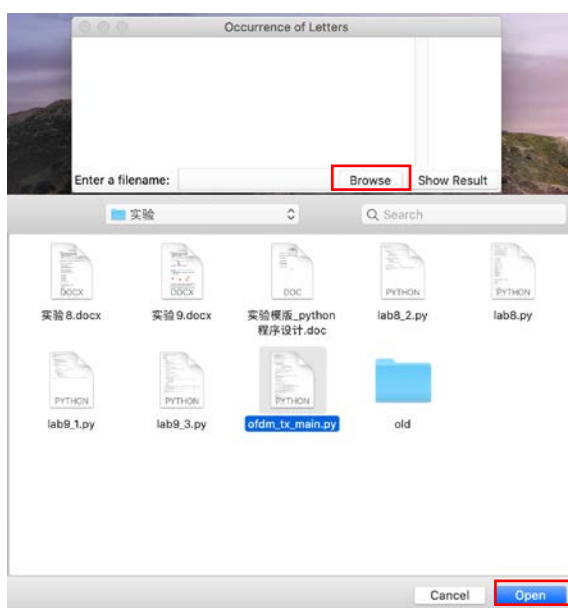 Occurrence of Letters
Enter a filename:
Browse
Show Result
实验
Search
DOCX
DOCX
DOC
PYTHON
PYTHON
实验 8.docx
实验 9.docx
实验模版_python
程序设计.doc
lab8_2.py
lab8.py
PYTHON
PYTHON
PYTHON
lab9_1.py
lab9_3.py
ofdm_tx_main.py
old
Cancel
Open